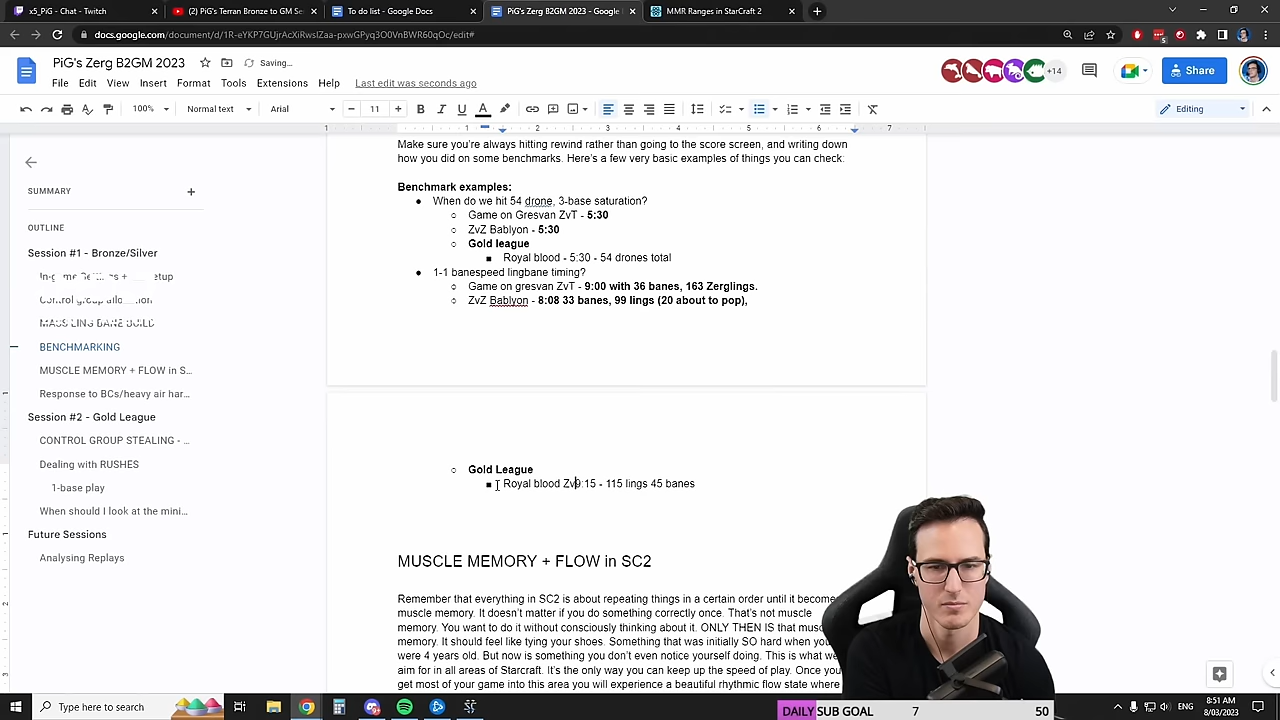 x5_PiG - Chat - Twitch
(2) PiG's Terran Bronze to GM S
To do list - Google Docs
PiG's Zerg B2GM 2023 - Google
MMR Ranges in StarCraft 2
docs.google.com/document/d/1R-eYKP7GUjrAcXiRwsIZaa-pxwGPyq3O0VnBWR60qOc/edit#
PiG's Zerg B2GM 2023
Saving...
File Edit View Insert Format Tools Extensions Help Last edit was seconds ago
+14
Share
100% Normal text Arial 11 Editing
SUMMARY
OUTLINE
Session #1 - Bronze/Silver
MASS LING BANE BUILD
BENCHMARKING
MUSCLE MEMORY + FLOW in S...
Response to BCs/heavy air har...
Session #2 - Gold League
CONTROL GROUP STEALING - ...
Dealing with RUSHES
1-base play
When should I look at the mini...
Future Sessions
Analysing Replays
Make sure you're always hitting rewind rather than going to the score screen, and writing down
how you did on some benchmarks. Here's a few very basic examples of things you can check:
Benchmark examples:
● When do we hit 54 drone, 3-base saturation?
○ Game on Gresvan ZvT - 5:30
○ ZvZ Bablyon - 5:30
○ Gold league
■ Royal blood - 5:30 - 54 drones total
● 1-1 banespeed lingbane timing?
○ Game on gresvan ZvT - 9:00 with 36 banes, 163 Zerglings.
○ ZvZ Bablyon - 8:08 33 banes, 99 lings (20 about to pop),
○ Gold League
■ Royal blood Zv9:15 - 115 lings 45 banes
MUSCLE MEMORY + FLOW in SC2
Remember that everything in SC2 is about repeating things in a certain order until it becomes
muscle memory. It doesn't matter if you do something correctly once. That's not muscle
memory. You want to do it without consciously thinking about it. ONLY THEN IS that musc
memory. It should feel like tying your shoes. Something that was initially SO hard when you
were 4 years old. But now is something you don't even notice yourself doing. This is what we
aim for in all areas of Starcraft. It's the only way you can keep up the speed of play. Once you
get most of your game into this area you will experience a beautiful rhythmic flow state where
Type here to search
ENG
8:51 AM
8/03/2023
DAILY SUB GOAL 7 50